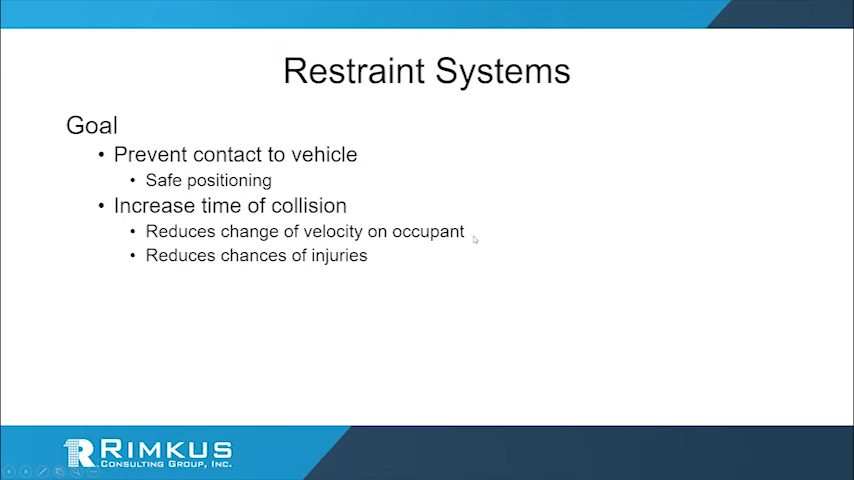 Restraint Systems
Goal
• Prevent contact to vehicle
• Safe positioning
• Increase time of collision
• Reduces change of velocity on occupant
• Reduces chances of injuries
RIMKUS
CONSULTING GROUP, INC.